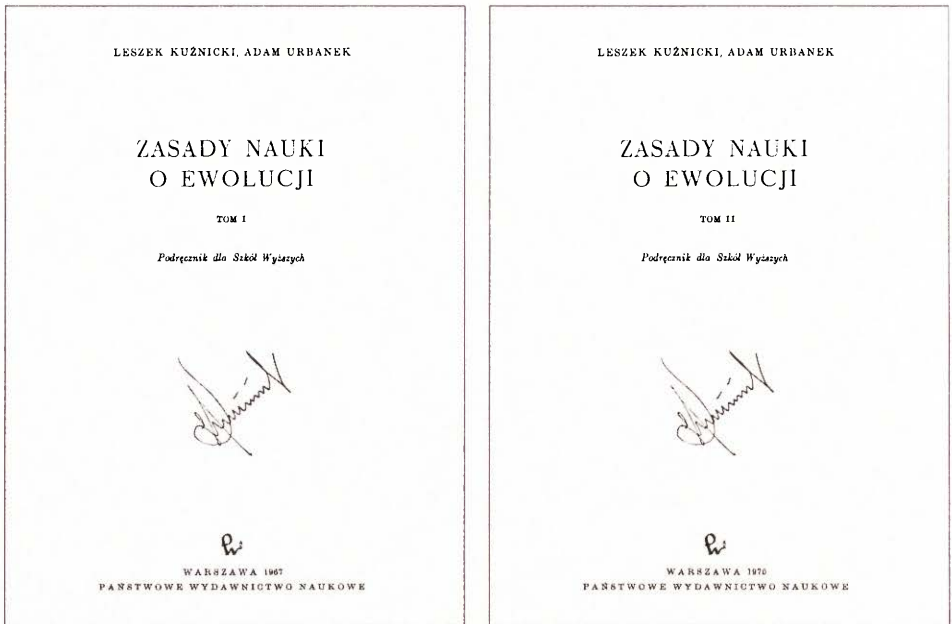 LESZEK KUŹNICKI, ADAM URBANEK
ZASADY NAUKI
O EWOLUCJI
TOM I
Podręcznik dla Szkół Wyższych
WARSZAWA 1967
PAŃSTWOWE WYDAWNICTWO NAUKOWE
LESZEK KUŹNICKI, ADAM URBANEK
ZASADY NAUKI
O EWOLUCJI
TOM II
Podręcznik dla Szkół Wyższych
WARSZAWA 1970
PAŃSTWOWE WYDAWNICTWO NAUKOWE